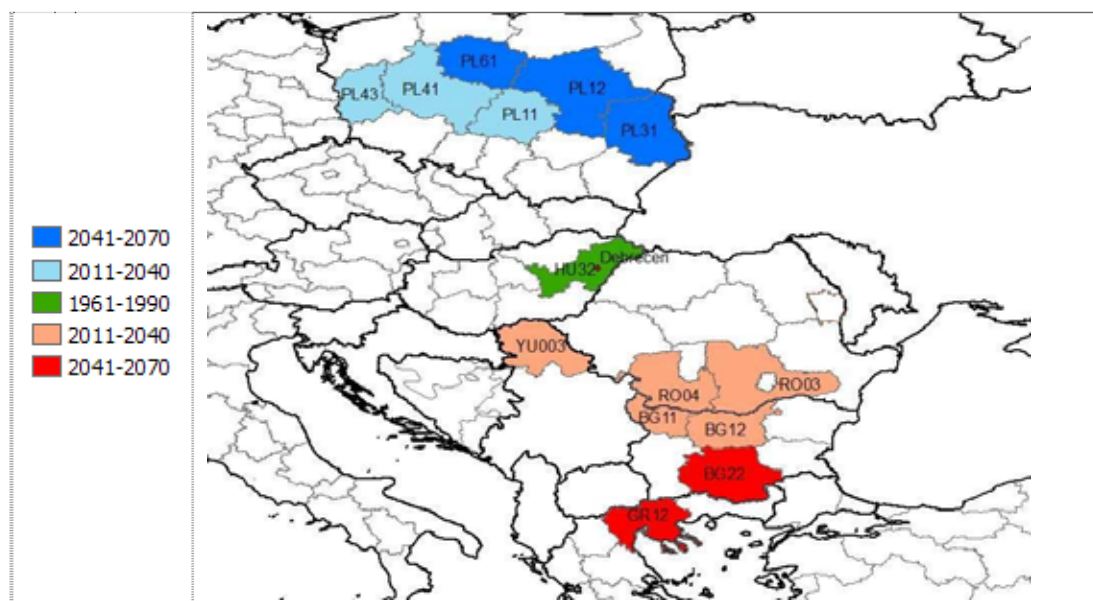 PL61
PL12
PL43
PL41
PL11
PL31
2041-2070
2011-2040
1961-1990
2011-2040
2041-2070
Debrecen
HU32
YU003
RO04
RO03
BG11
BG12
BG22
GR12